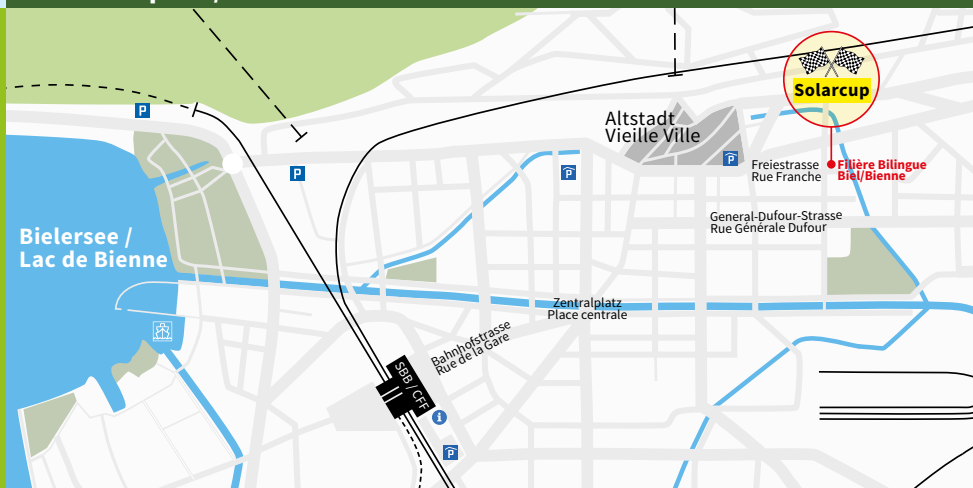 P
Solarcup
Altstadt
Vieille Ville
P
P
P
Freiestrasse
Rue Franche
Filière Bilingue
Biel/Bienne
General-Dufour-Strasse
Rue Générale Dufour
Bielersee /
Lac de Bienne
Zentralplatz
Place centrale
Bahnhofstrasse
Rue de la Gare
SBB / CFF
i
P